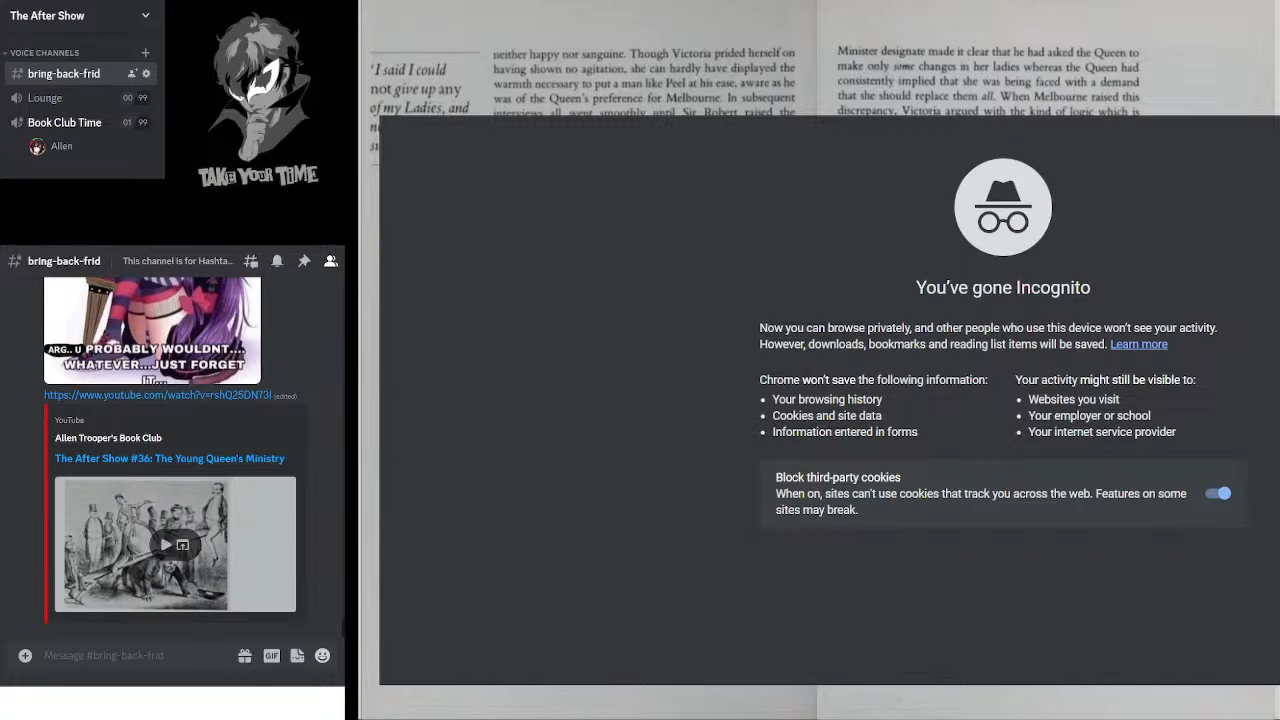 The After Show
VOICE CHANNELS
bring-back-frid
Lounge
00 99
Book Club Time
01 99
Allen
TAKE YOUR TIME
bring-back-frid
This channel is for Hashta...
ARG.. U PROBABLY WOULDNT....
WHATEVER...JUST FORGET
IT...
https://www.youtube.com/watch?v=rshQ25DN73I (edited)
YouTube
Allen Trooper's Book Club
The After Show #36: The Young Queen's Ministry
Message #bring-back-frid
GIF
'I said I could
not give up any
of my Ladies, and
neither happy nor sanguine. Though Victoria prided herself on
having shown no agitation, she can hardly have displayed the
warmth necessary to put a man like Peel at his ease, aware as he
was of the Queen's preference for Melbourne. In subsequent
interviews all went smoothly until Sir Robert raised the
Minister designate made it clear that he had asked the Queen to
make only some changes in her ladies whereas the Queen had
consistently implied that she was being faced with a demand
that she should replace them all. When Melbourne raised this
discrepancy, Victoria argued with the kind of logic which is
You've gone Incognito
Now you can browse privately, and other people who use this device won't see your activity.
However, downloads, bookmarks and reading list items will be saved. Learn more
Chrome won't save the following information:
• Your browsing history
• Cookies and site data
• Information entered in forms
Your activity might still be visible to:
• Websites you visit
• Your employer or school
• Your internet service provider
Block third-party cookies
When on, sites can't use cookies that track you across the web. Features on some
sites may break.